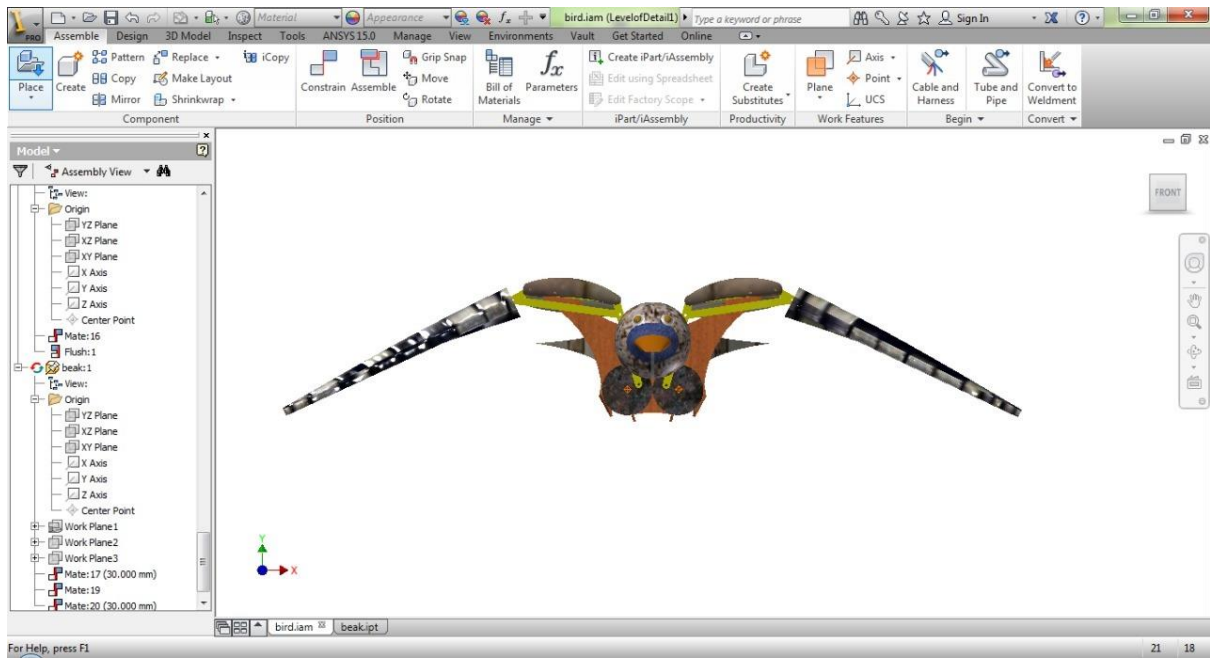 PRO
Material
Appearance
bird.iam (LevelofDetail1)
Type a keyword or phrase
Sign In
Assemble Design 3D Model Inspect Tools ANSYS 15.0 Manage View Environments Vault Get Started Online
Place
Create
Pattern
Copy
Mirror
Replace
Make Layout
Shrinkwrap
iCopy
Constrain
Assemble
Grip Snap
Move
Rotate
Bill of Materials
fx
Parameters
Create iPart/iAssembly
Edit using Spreadsheet
Edit Factory Scope
Create Substitutes
Plane
Axis
Point
UCS
Cable and Harness
Tube and Pipe
Convert to Weldment
Component Position Manage iPart/iAssembly Productivity Work Features Begin Convert
Model
Assembly View
View:
Origin
YZ Plane
XZ Plane
XY Plane
X Axis
Y Axis
Z Axis
Center Point
Mate:16
Flush:1
beak:1
View:
Origin
YZ Plane
XZ Plane
XY Plane
X Axis
Y Axis
Z Axis
Center Point
Work Plane1
Work Plane2
Work Plane3
Mate:17 (30.000 mm)
Mate:19
Mate:20 (30.000 mm)
FRONT
Y
X
bird.iam
beak.ipt
For Help, press F1
21 18